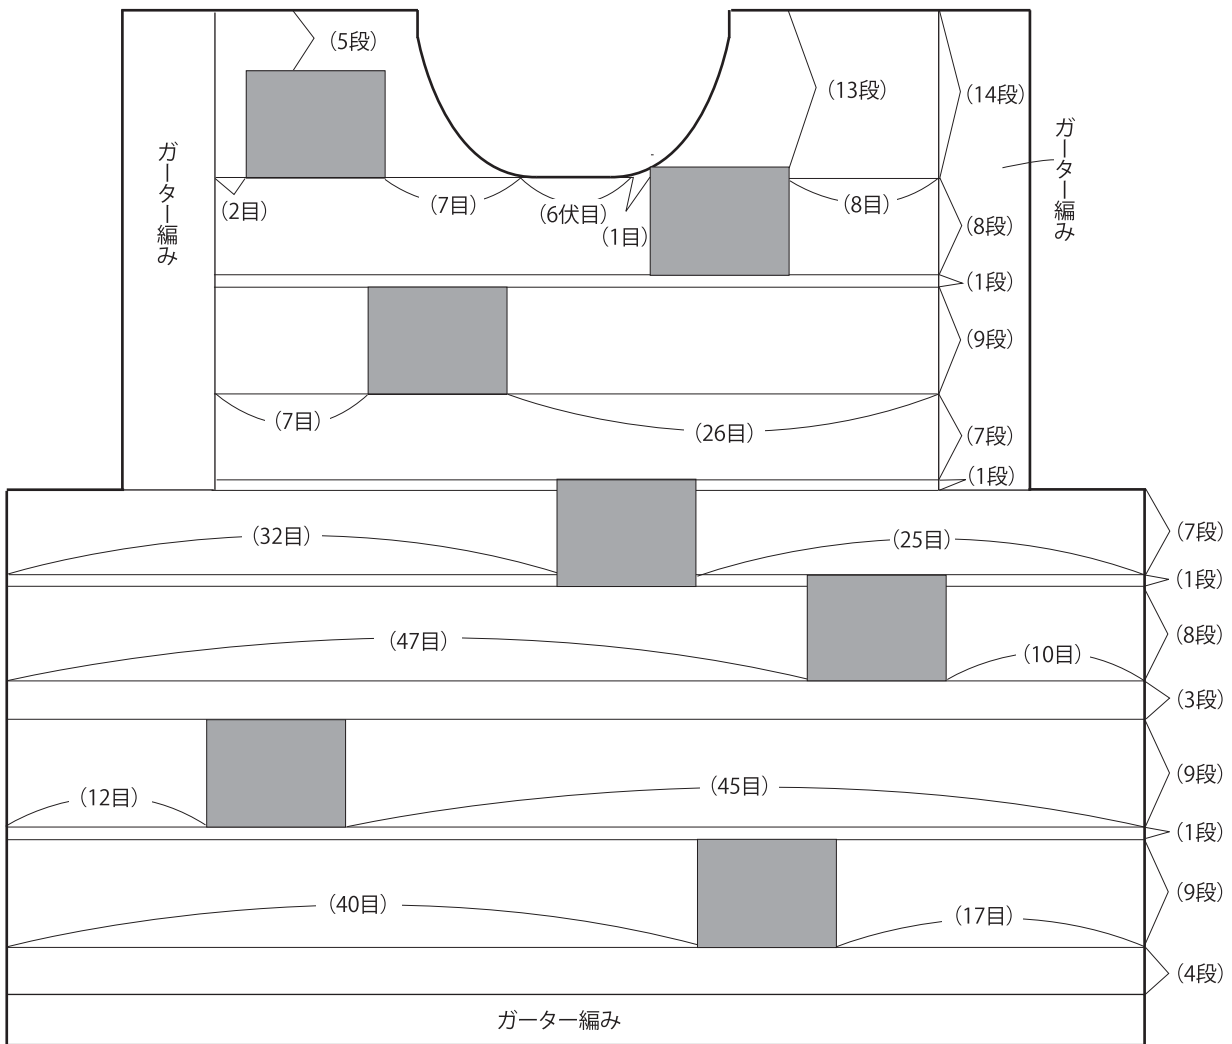 （5段）
（13段）
（14段）
ガーター編み
ガーター編み
（2目）
（7目）
（6伏目）
（1目）
（8目）
（8段）
（1段）
（9段）
（7目）
（26目）
（7段）
（1段）
（32目）
（25目）
（7段）
（1段）
（47目）
（10目）
（8段）
（3段）
（12目）
（45目）
（9段）
（1段）
（40目）
（17目）
（9段）
（4段）
ガーター編み